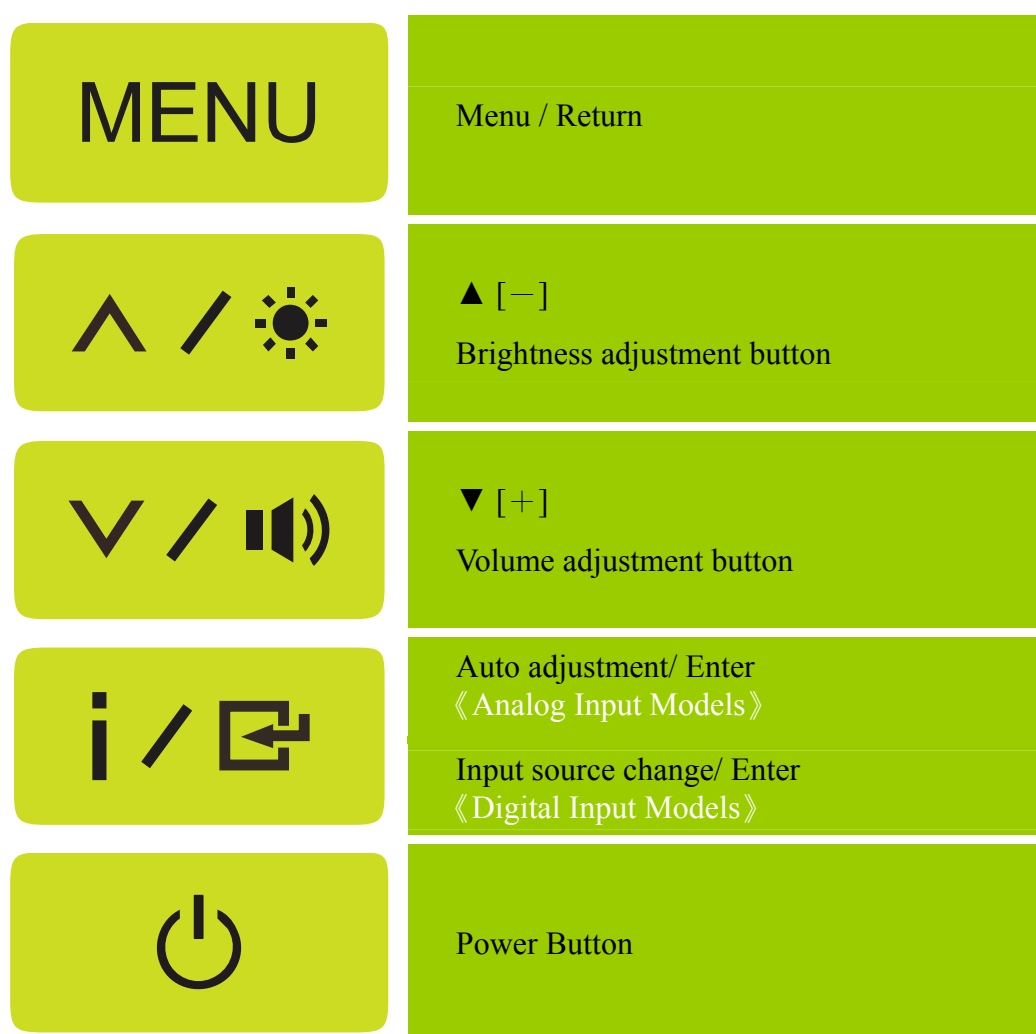 MENU
Menu / Return
▲ [－]
Brightness adjustment button
▼ [＋]
Volume adjustment button
i /
Auto adjustment/ Enter
《Analog Input Models》
Input source change/ Enter
《Digital Input Models》
Power Button